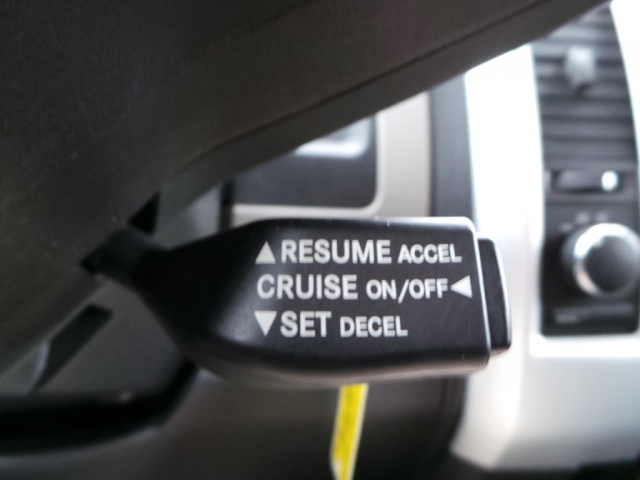 ▲RESUME ACCEL
CRUISE ON/OFF◄
▼SET DECEL